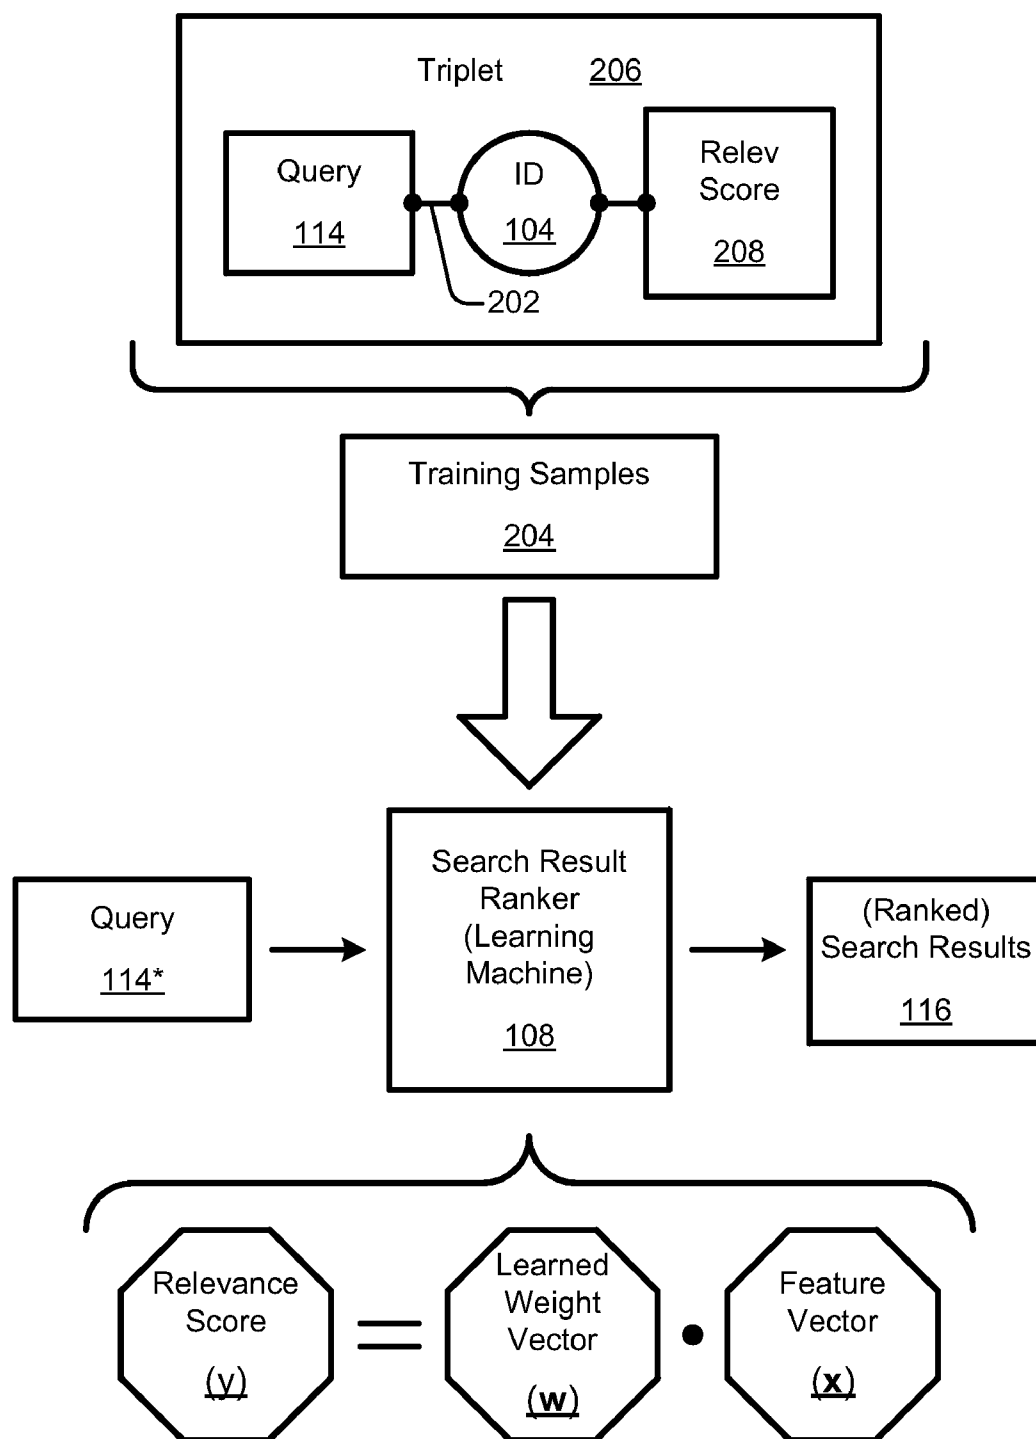 Triplet 206
Query
114
ID
104
Relev
Score
208
202
Training Samples
204
Query
114*
Search Result
Ranker
(Learning
Machine)
108
(Ranked)
Search Results
116
Relevance
Score
(y)
=
Learned
Weight
Vector
(w)
•
Feature
Vector
(x)